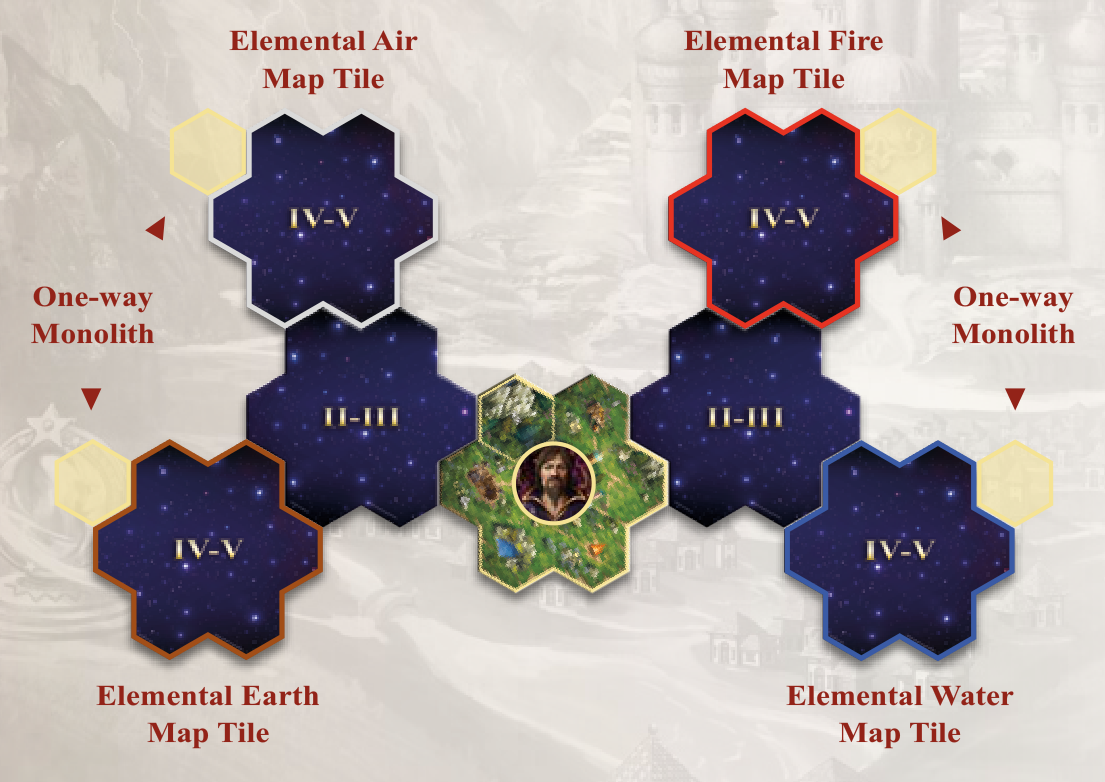 Elemental Air
Map Tile
Elemental Fire
Map Tile
IV-V
IV-V
One-way
Monolith
One-way
Monolith
II-III
II-III
IV-V
IV-V
Elemental Earth
Map Tile
Elemental Water
Map Tile